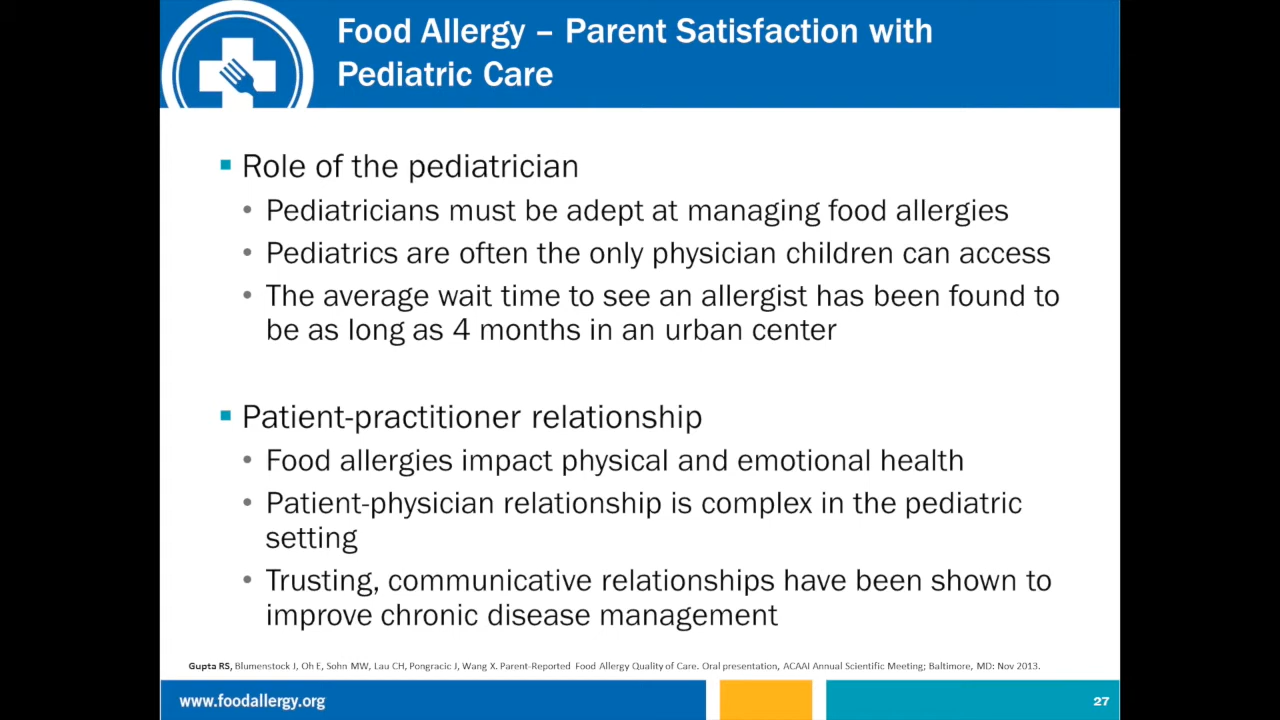 Food Allergy – Parent Satisfaction with
Pediatric Care
Role of the pediatrician
Pediatricians must be adept at managing food allergies
Pediatrics are often the only physician children can access
The average wait time to see an allergist has been found to
be as long as 4 months in an urban center
Patient-practitioner relationship
Food allergies impact physical and emotional health
Patient-physician relationship is complex in the pediatric
setting
Trusting, communicative relationships have been shown to
improve chronic disease management
Gupta RS, Blumenstock J, Oh E, Sohn MW, Lau CH, Pongracic J, Wang X. Parent-Reported Food Allergy Quality of Care. Oral presentation, ACAAI Annual Scientific Meeting; Baltimore, MD: Nov 2013.
www.foodallergy.org
27